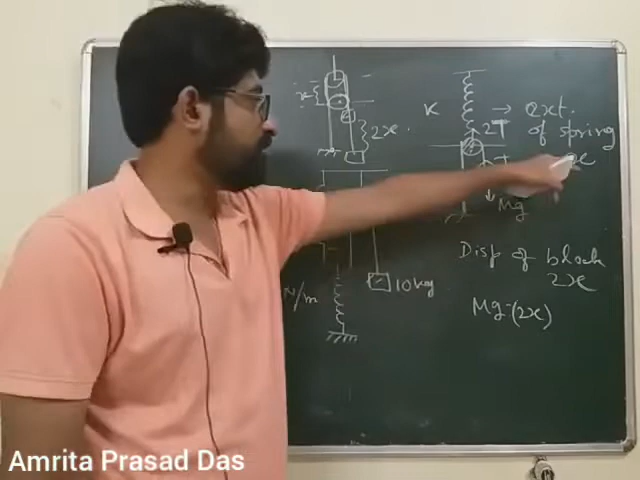 x
2x.
K
→ ext.
2T
of spring
x
T
↓ Mg
Disp of block
2x
10kg
N/m
Mg(2x)
Amrita Prasad Das